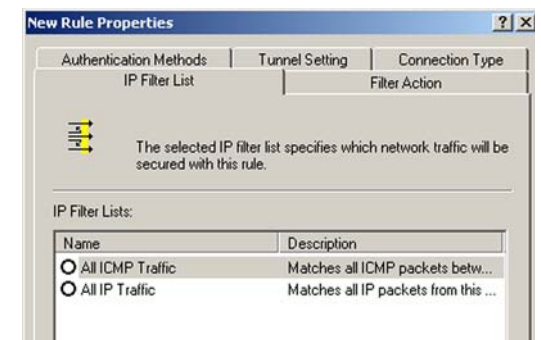 New Rule Properties
Authentication Methods
Tunnel Setting
Connection Type
IP Filter List
Filter Action
The selected IP filter list specifies which network traffic will be
secured with this rule.
IP Filter Lists:
Name Description
All ICMP Traffic Matches all ICMP packets betw...
All IP Traffic Matches all IP packets from this ...